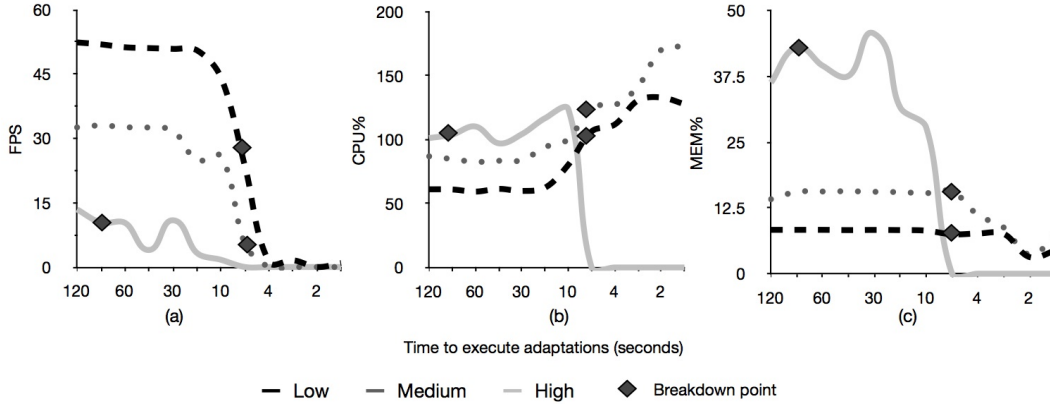 60
45
30
15
0
FPS
120 60 30 10 4 2
(a)
200
150
100
50
0
CPU%
120 60 30 10 4 2
(b)
50
37.5
25
12.5
0
MEM%
120 60 30 10 4 2
(c)
Time to execute adaptations (seconds)
Low Medium High Breakdown point